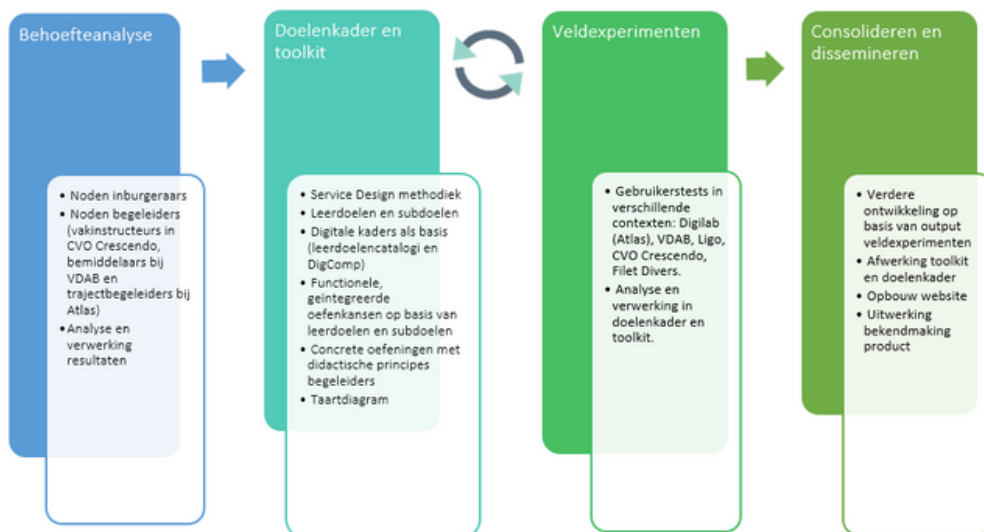 Behoefteanalyse
• Noden inburgeraars
• Noden begeleiders
(vakinstructeurs in
CVO Crescendo,
bemiddelaars bij
VDAB en
trajectbegeleiders bij
Atlas)
• Analyse en
verwerking
resultaten
Doelenkader en
toolkit
• Service Design methodiek
• Leerdoelen en subdoelen
• Digitale kaders als basis
(leerdoelencatalogi en
DigComp)
• Functionele,
geïntegreerde
oefenkansen op basis van
leerdoelen en subdoelen
• Concrete oefeningen met
didactische principes
begeleiders
• Taartdiagram
Veldexperimenten
• Gebruikerstests in
verschillende
contexten: Digilab
(Atlas), VDAB, Ligo,
CVO Crescendo,
Filet Divers.
• Analyse en
verwerking in
doelenkader en
toolkit.
Consolideren en
dissemineren
• Verdere
ontwikkeling op
basis van output
veldexperimenten
• Afwerking toolkit
en doelenkader
• Opbouw website
• Uitwerking
bekendmaking
product